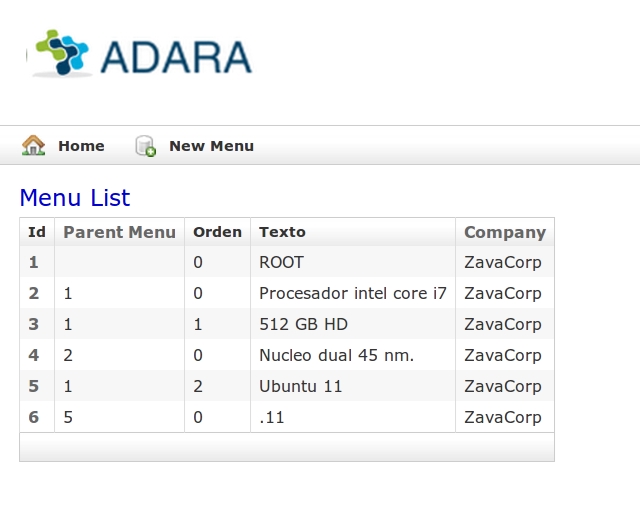 ADARA
Home New Menu
Menu List
Id Parent Menu Orden Texto Company
1 0 ROOT ZavaCorp
2 1 0 Procesador intel core i7 ZavaCorp
3 1 1 512 GB HD ZavaCorp
4 2 0 Nucleo dual 45 nm. ZavaCorp
5 1 2 Ubuntu 11 ZavaCorp
6 5 0 .11 ZavaCorp